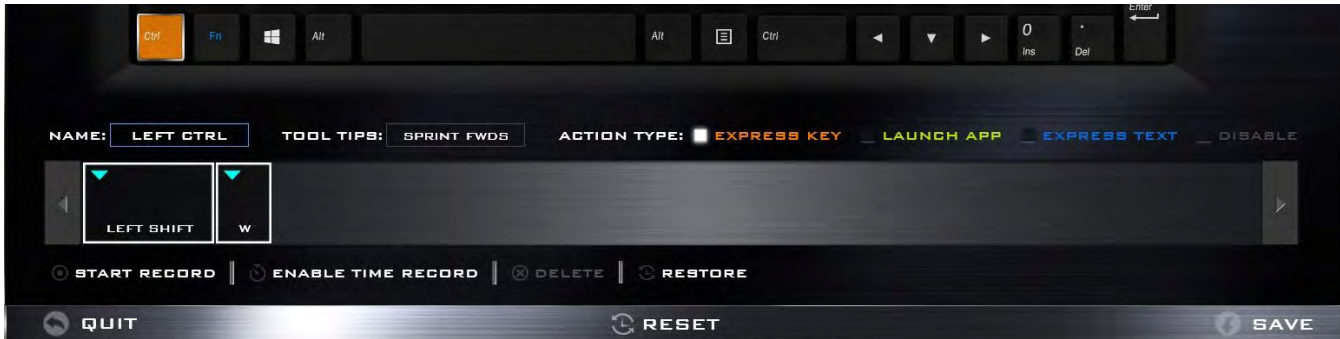 Enter
Ctrl Fn Alt Alt Ctrl 0 .
Ins Del
NAME: LEFT CTRL TOOL TIPS: SPRINT FWDS ACTION TYPE: EXPRESS KEY LAUNCH APP EXPRESS TEXT DISABLE
LEFT SHIFT W
START RECORD ENABLE TIME RECORD DELETE RESTORE
QUIT RESET SAVE